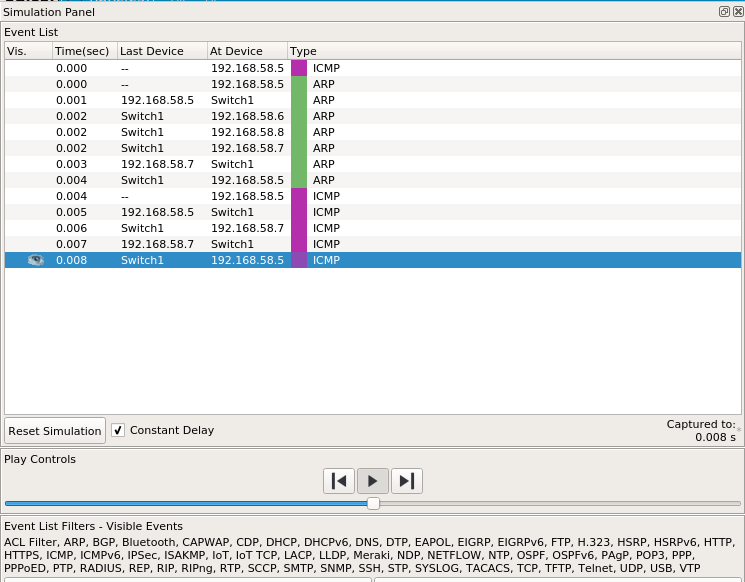 Simulation Panel
Event List
Vis. Time(sec) Last Device At Device Type
0.000 -- 192.168.58.5 ICMP
0.000 -- 192.168.58.5 ARP
0.001 192.168.58.5 Switch1 ARP
0.002 Switch1 192.168.58.6 ARP
0.002 Switch1 192.168.58.8 ARP
0.002 Switch1 192.168.58.7 ARP
0.003 192.168.58.7 Switch1 ARP
0.004 Switch1 192.168.58.5 ARP
0.004 -- 192.168.58.5 ICMP
0.005 192.168.58.5 Switch1 ICMP
0.006 Switch1 192.168.58.7 ICMP
0.007 192.168.58.7 Switch1 ICMP
0.008 Switch1 192.168.58.5 ICMP
Reset Simulation Constant Delay Captured to:
0.008 s
Play Controls
Event List Filters - Visible Events
ACL Filter, ARP, BGP, Bluetooth, CAPWAP, CDP, DHCP, DHCPv6, DNS, DTP, EAPOL, EIGRP, EIGRPv6, FTP, H.323, HSRP, HSRPv6, HTTP,
HTTPS, ICMP, ICMPv6, IPSec, ISAKMP, IoT, IoT TCP, LACP, LLDP, Meraki, NDP, NETFLOW, NTP, OSPF, OSPFv6, PAgP, POP3, PPP,
PPPoED, PTP, RADIUS, REP, RIP, RIPng, RTP, SCCP, SMTP, SNMP, SSH, STP, SYSLOG, TACACS, TCP, TFTP, Telnet, UDP, USB, VTP